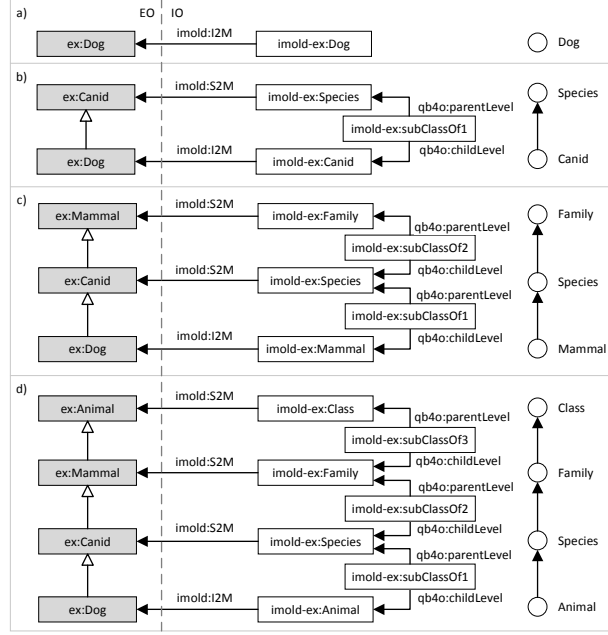 a) EO IO
ex:Dog imold:I2M imold-ex:Dog Dog
b)
ex:Canid imold:S2M imold-ex:Species Species
qb4o:parentLevel
imold-ex:subClassOf1
qb4o:childLevel
ex:Dog imold:I2M imold-ex:Canid Canid
c)
ex:Mammal imold:S2M imold-ex:Family Family
qb4o:parentLevel
imold-ex:subClassOf2
qb4o:childLevel
ex:Canid imold:S2M imold-ex:Species Species
qb4o:parentLevel
imold-ex:subClassOf1
qb4o:childLevel
ex:Dog imold:I2M imold-ex:Mammal Mammal
d)
ex:Animal imold:S2M imold-ex:Class Class
qb4o:parentLevel
imold-ex:subClassOf3
qb4o:childLevel
ex:Mammal imold:S2M imold-ex:Family Family
qb4o:parentLevel
imold-ex:subClassOf2
qb4o:childLevel
ex:Canid imold:S2M imold-ex:Species Species
qb4o:parentLevel
imold-ex:subClassOf1
qb4o:childLevel
ex:Dog imold:I2M imold-ex:Animal Animal